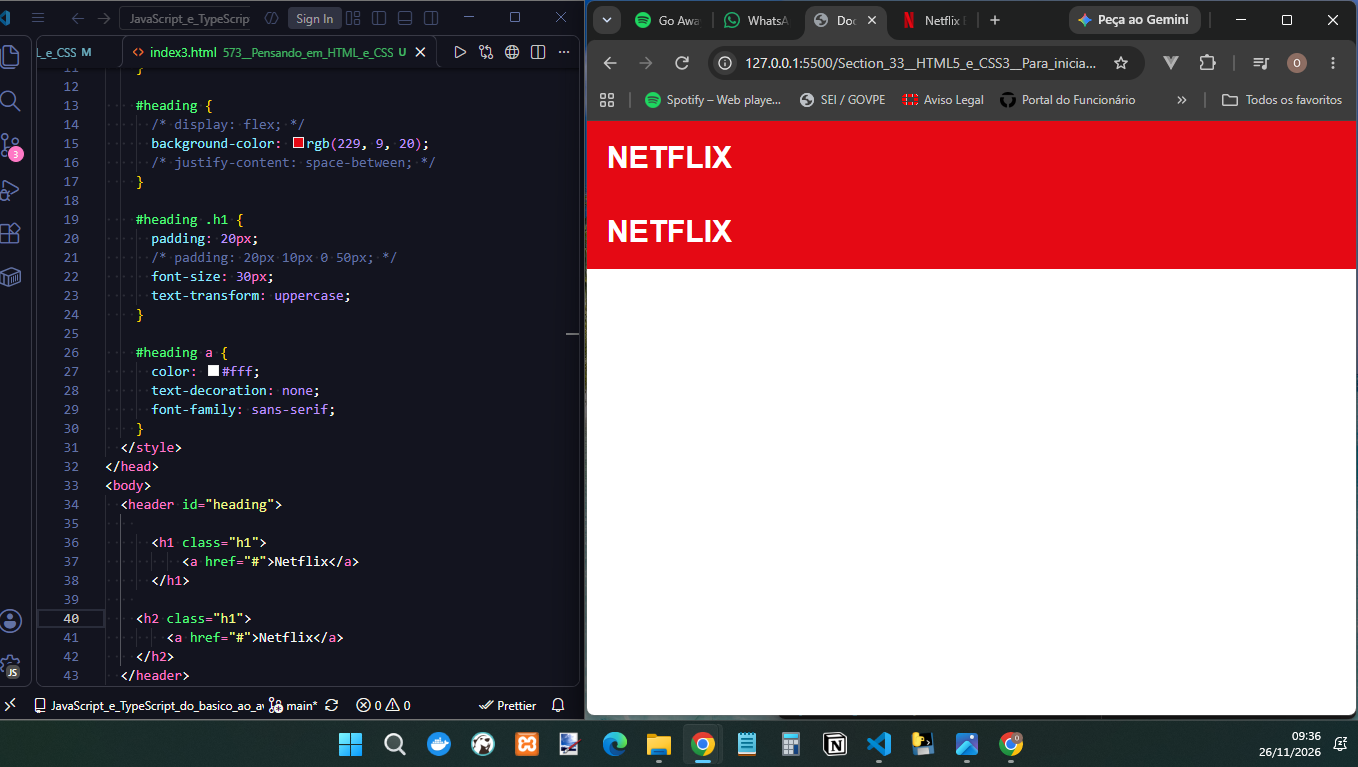 JavaScript_e_TypeScrip
Sign In
L_e_CSS M
<> index3.html 573__Pensando_em_HTML_e_CSS U
11 }
12
13 #heading {
14 /* display: flex; */
15 background-color: rgb(229, 9, 20);
16 /* justify-content: space-between; */
17 }
18
19 #heading .h1 {
20 padding: 20px;
21 /* padding: 20px 10px 0 50px; */
22 font-size: 30px;
23 text-transform: uppercase;
24 }
25
26 #heading a {
27 color: #fff;
28 text-decoration: none;
29 font-family: sans-serif;
30 }
31 </style>
32 </head>
33 <body>
34 <header id="heading">
35
36 <h1 class="h1">
37 <a href="#">Netflix</a>
38 </h1>
39
40 <h2 class="h1">
41 <a href="#">Netflix</a>
42 </h2>
43 </header>
3
JS
JavaScript_e_TypeScript_do_basico_ao_av main* 0 0 Prettier
Go Awa
WhatsA
Doc
Netflix
Peça ao Gemini
127.0.0.1:5500/Section_33__HTML5_e_CSS3__Para_inicia...
O
Spotify – Web playe... SEI / GOVPE Aviso Legal Portal do Funcionário » Todos os favoritos
NETFLIX
NETFLIX
09:36
26/11/2026